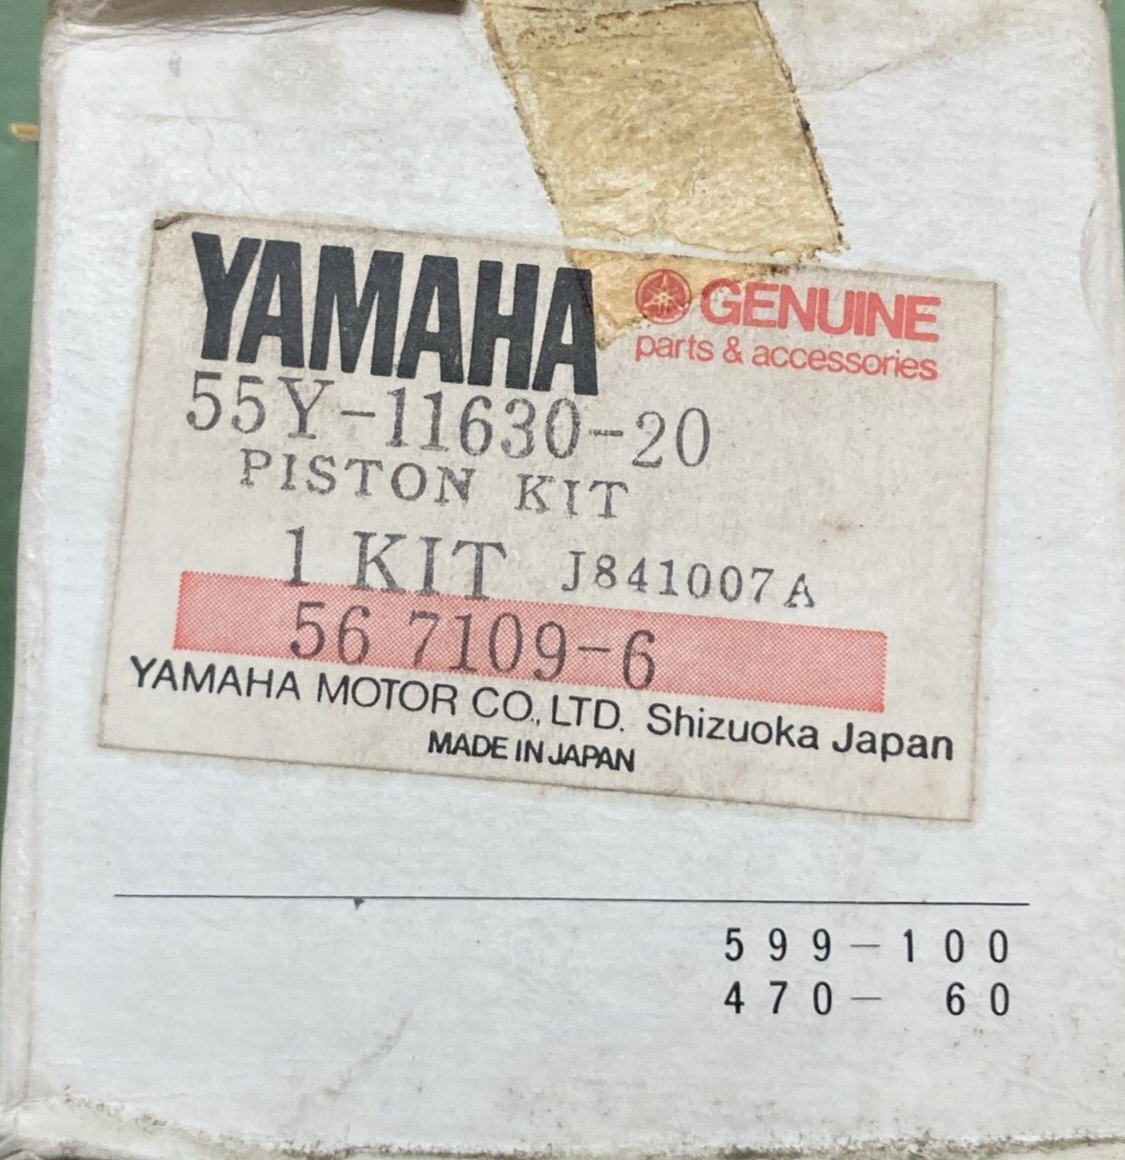 YAMAHA GENUINE
parts & accessories
55Y-11630-20
PISTON KIT
1 KIT J841007A
56 7109-6
YAMAHA MOTOR CO., LTD. Shizuoka Japan
MADE IN JAPAN
599-100
470- 60